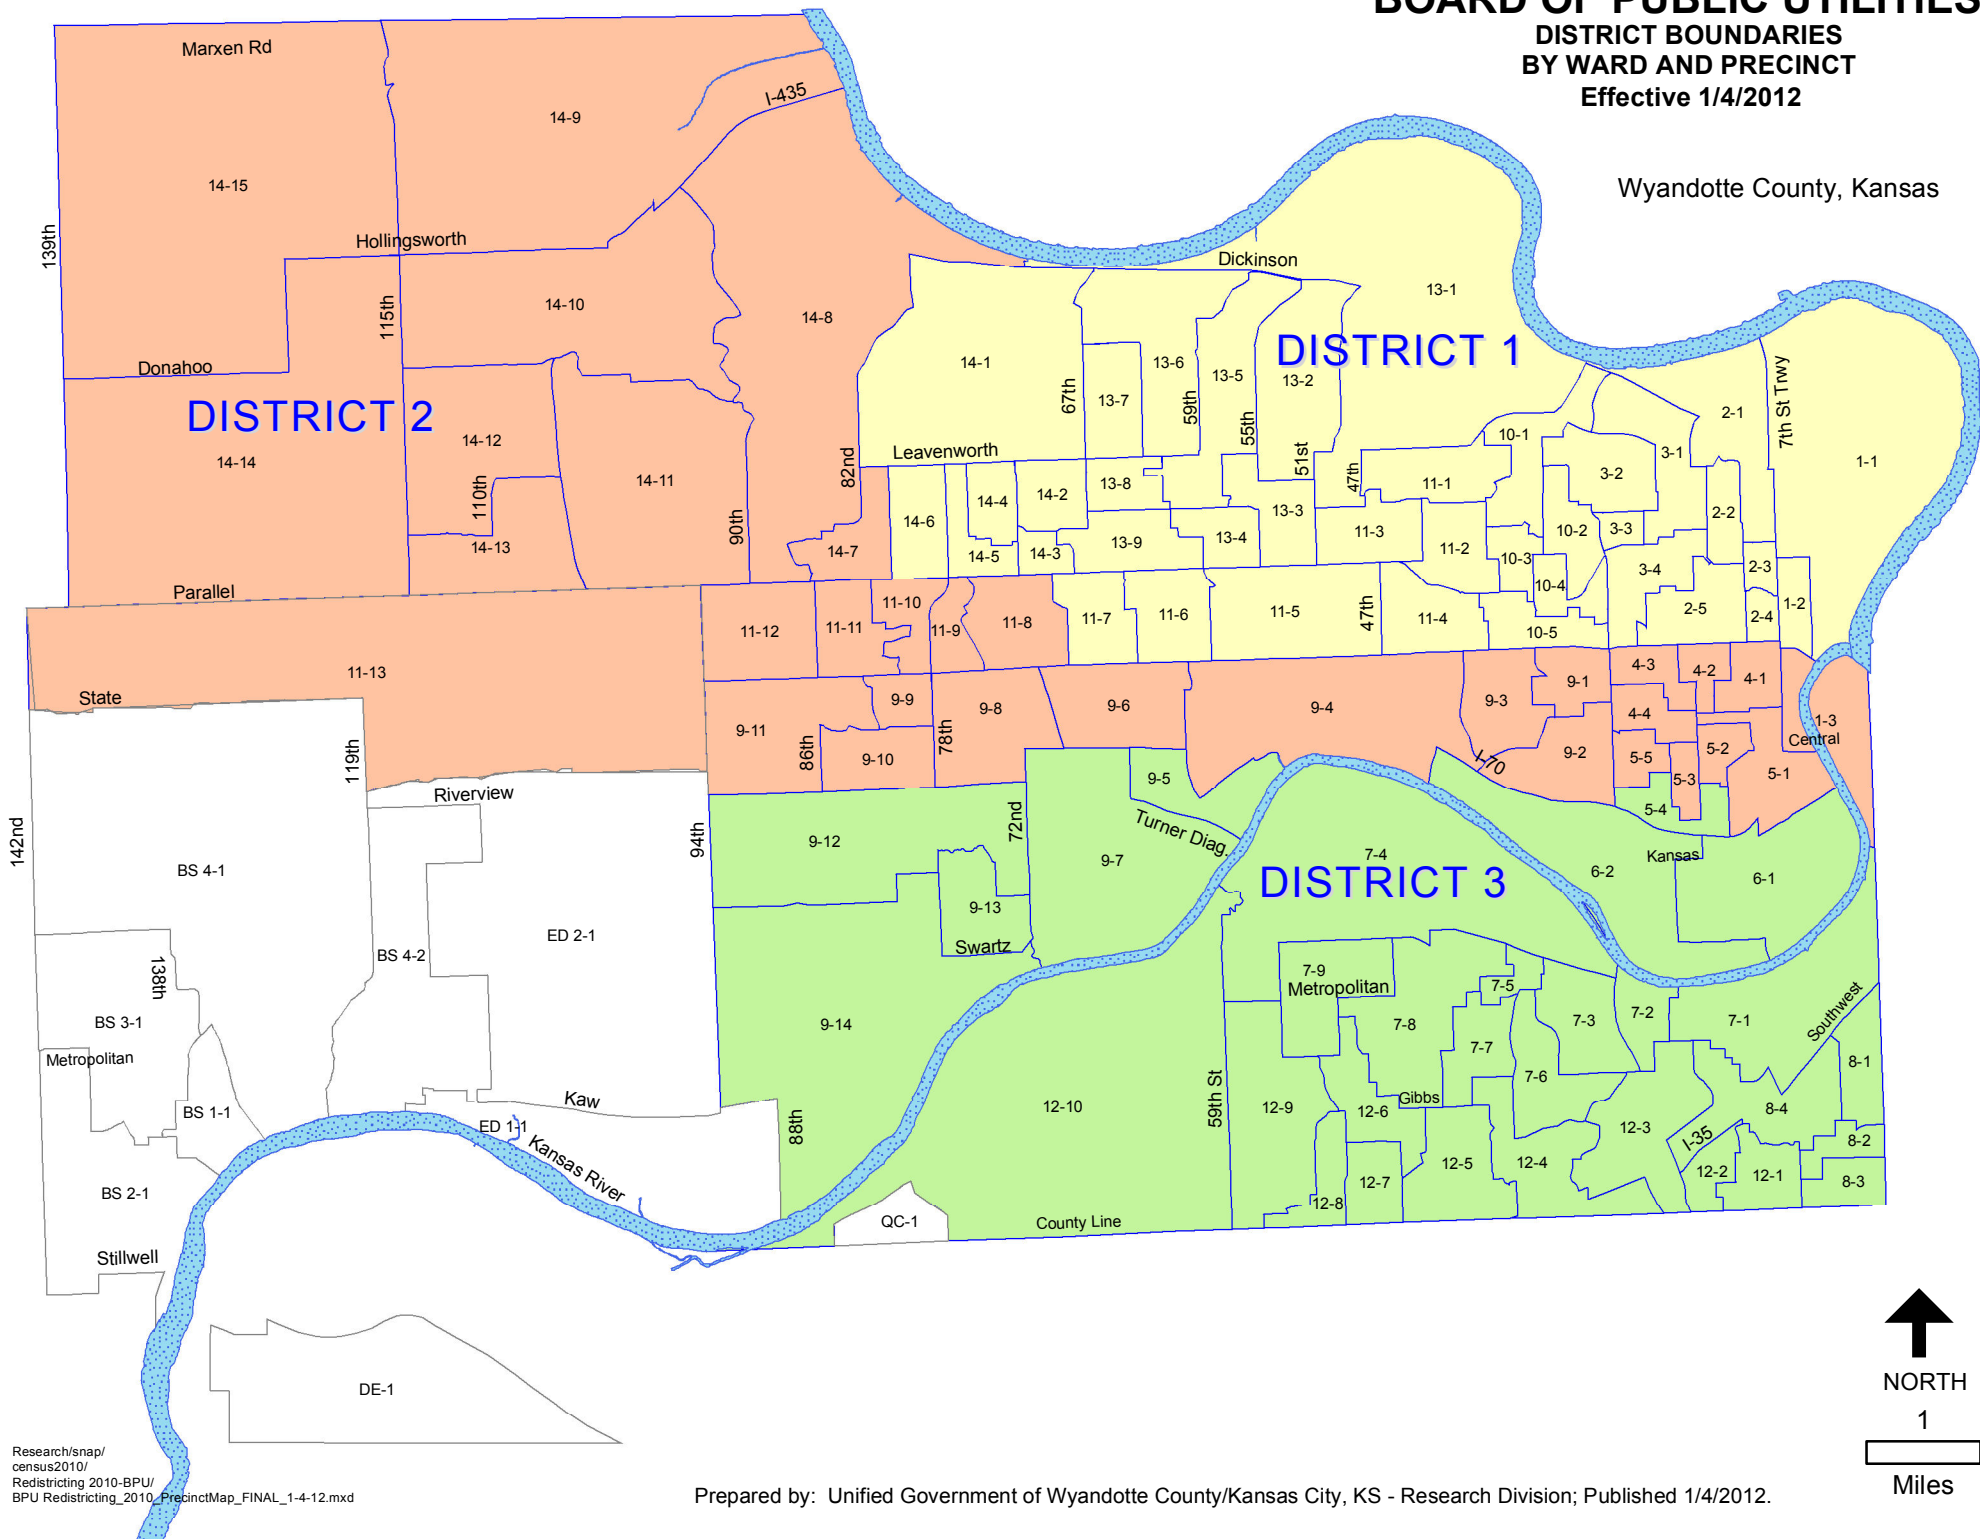 BOARD OF PUBLIC UTILITIES
DISTRICT BOUNDARIES
BY WARD AND PRECINCT
Effective 1/4/2012
Wyandotte County, Kansas
Marxen Rd
I-435
14-9
14-15
139th
Hollingsworth
Dickinson
13-1
14-10
115th
14-8
DISTRICT 1
14-1
13-6
13-5
13-2
Donahoo
67th
13-7
59th
55th
7th St Trwy
DISTRICT 2
2-1
14-12
Leavenworth
10-1
3-1
14-14
82nd
51st
47th
1-1
14-11
110th
14-4
14-2
13-8
11-1
3-2
90th
14-6
13-3
2-2
14-13
14-7
14-5
14-3
13-9
13-4
11-3
11-2
10-2
3-3
10-3
10-4
3-4
2-3
Parallel
11-12
11-11
11-10
11-9
11-8
11-7
11-6
11-5
47th
11-4
10-5
2-5
2-4
1-2
11-13
State
4-3
4-2
4-1
9-1
9-11
9-9
9-8
9-6
9-4
9-3
4-4
1-3
Central
119th
86th
9-10
78th
9-2
I-70
5-5
5-2
5-3
5-1
Riverview
9-5
5-4
142nd
94th
9-12
72nd
Turner Diag.
9-7
7-4
Kansas
BS 4-1
DISTRICT 3
6-2
6-1
9-13
ED 2-1
Swartz
BS 4-2
138th
7-9
Metropolitan
7-5
Southwest
BS 3-1
9-14
7-8
7-3
7-2
7-1
Metropolitan
7-7
8-1
7-6
BS 1-1
Kaw
59th St
12-10
12-9
12-6
Gibbs
8-4
ED 1-1
Kansas River
88th
12-3
I-35
8-2
BS 2-1
12-7
12-5
12-4
12-2
12-1
8-3
12-8
QC-1
County Line
Stillwell
DE-1
NORTH
1
Miles
Research/snap/
census2010/
Redistricting 2010-BPU/
BPU Redistricting_2010_PrecinctMap_FINAL_1-4-12.mxd
Prepared by: Unified Government of Wyandotte County/Kansas City, KS - Research Division; Published 1/4/2012.